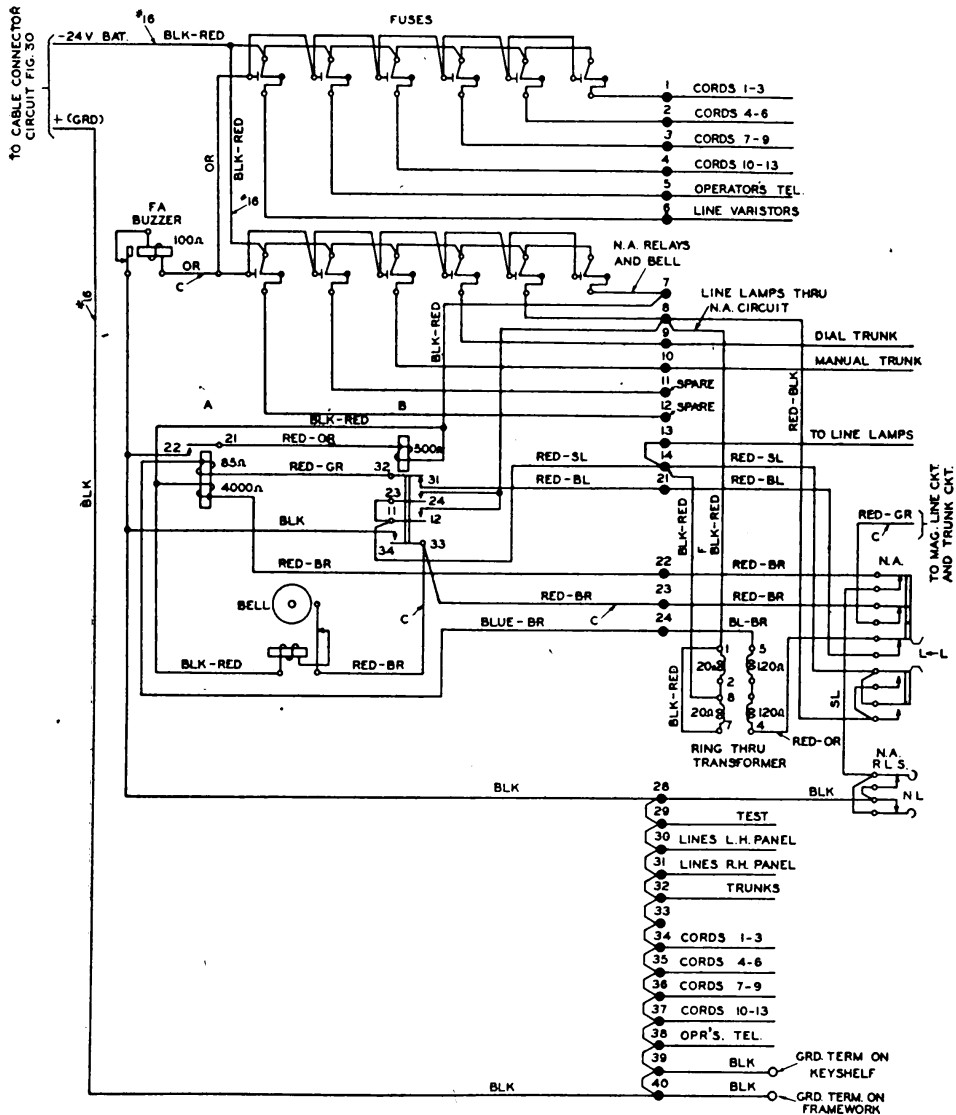 TO CABLE CONNECTOR
CIRCUIT FIG. 30
-24V BAT.
#16
BLK-RED
FUSES
+ (GRD)
OR
BLK-RED
#16
1 CORDS 1-3
2 CORDS 4-6
3 CORDS 7-9
4 CORDS 10-13
5 OPERATOR'S TEL.
6 LINE VARISTORS
FA
BUZZER
100Ω
OR
C
#16
N.A. RELAYS
AND BELL
7
8
LINE LAMPS THRU
N.A. CIRCUIT
BLK-RED
9
DIAL TRUNK
10
MANUAL TRUNK
11
SPARE
12
SPARE
RED-BLK
A
B
BLK-RED
13
TO LINE LAMPS
22
21
RED-OR
500Ω
85Ω
RED-GR
32
31
RED-SL
14
RED-SL
4000Ω
23
24
RED-BL
21
RED-BL
11
12
BLK
BLK
34
33
BLK-RED
F
BLK-RED
RED-GR
C
TO MAG. LINE CKT.
AND TRUNK CKT.
RED-BR
22
RED-BR
N.A.
BELL
C
RED-BR
C
23
RED-BR
BLUE-BR
24
BL-BR
BLK-RED
RED-BR
1
5
20Ω
120Ω
L←L
BLK-RED
2
8
SL
20Ω
120Ω
7
4
RED-OR
RING THRU
TRANSFORMER
N.A.
R L S.
N L
BLK
28
BLK
29
TEST
30
LINES L.H. PANEL
31
LINES R.H. PANEL
32
TRUNKS
33
34 CORDS 1-3
35 CORDS 4-6
36 CORDS 7-9
37 CORDS 10-13
38 OPR'S. TEL.
39
BLK
GRD. TERM ON
KEYSHELF
BLK
40
BLK
GRD. TERM. ON
FRAMEWORK